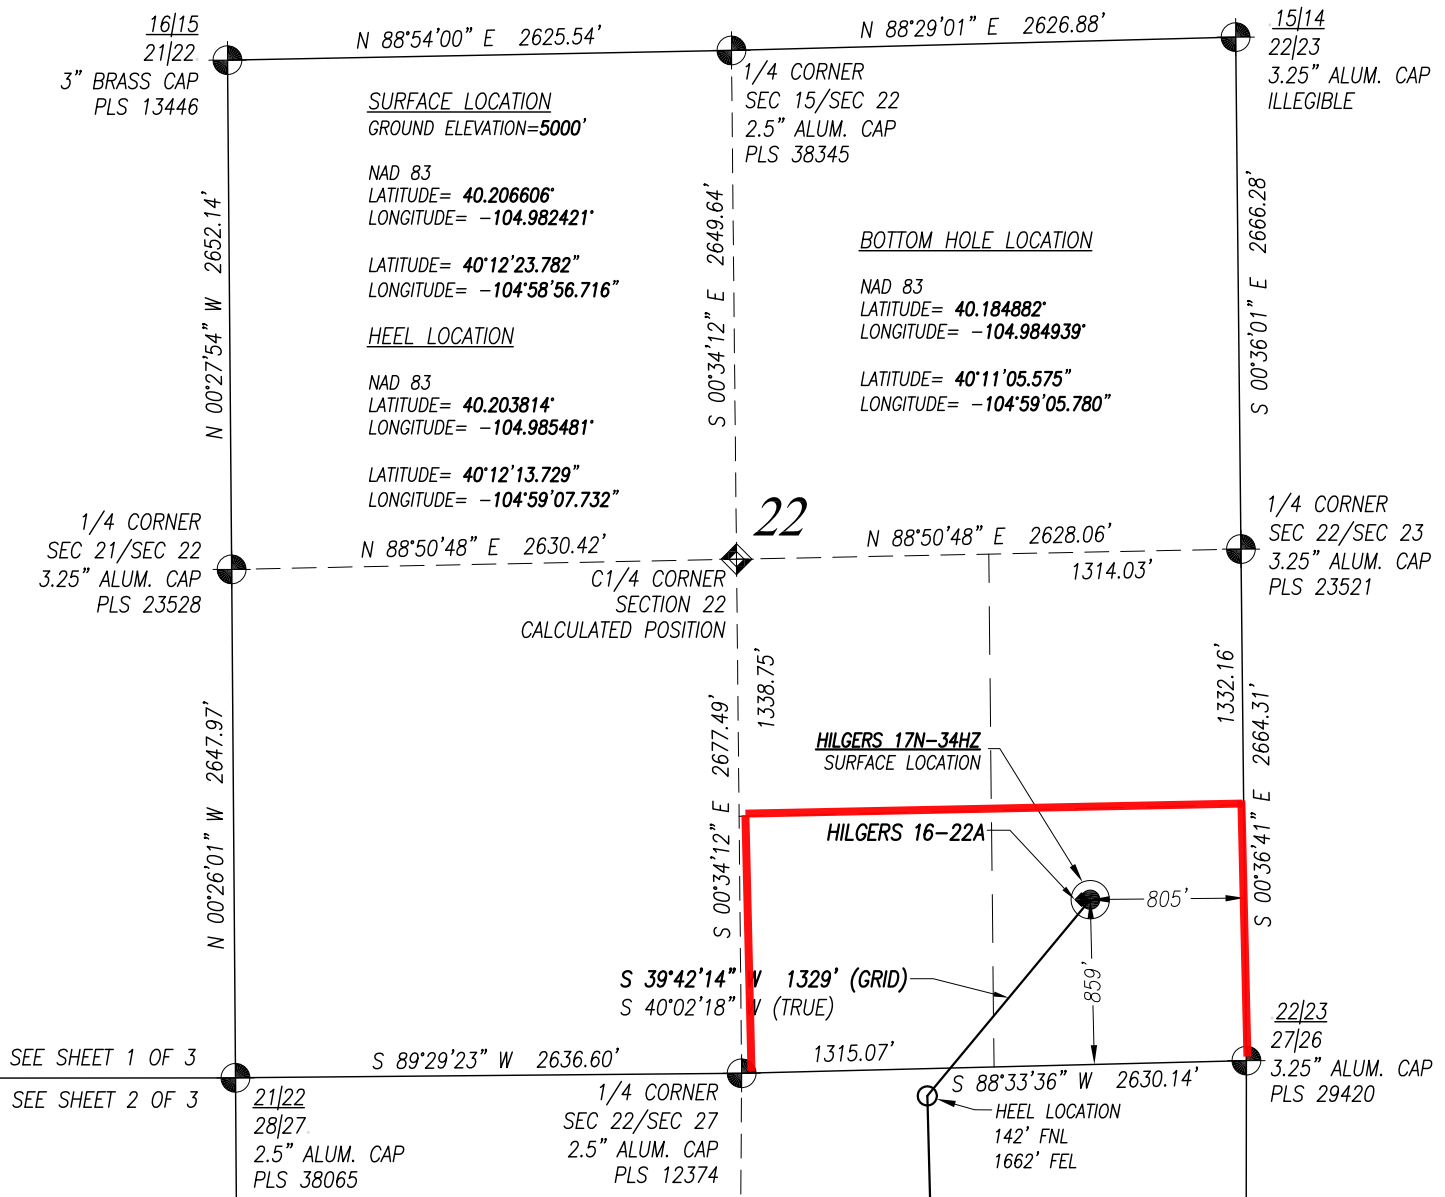 16|15
21|22
3" BRASS CAP
PLS 13446
N 88°54'00" E 2625.54'
N 88°29'01" E 2626.88'
15|14
22|23
3.25" ALUM. CAP
ILLEGIBLE
1/4 CORNER
SEC 15/SEC 22
2.5" ALUM. CAP
PLS 38345
SURFACE LOCATION
GROUND ELEVATION=5000'
NAD 83
LATITUDE= 40.206606°
LONGITUDE= -104.982421°
LATITUDE= 40°12'23.782"
LONGITUDE= -104°58'56.716"
HEEL LOCATION
NAD 83
LATITUDE= 40.203814°
LONGITUDE= -104.985481°
LATITUDE= 40°12'13.729"
LONGITUDE= -104°59'07.732"
BOTTOM HOLE LOCATION
NAD 83
LATITUDE= 40.184882°
LONGITUDE= -104.984939°
LATITUDE= 40°11'05.575"
LONGITUDE= -104°59'05.780"
N 00°27'54" W 2652.14'
S 00°34'12" E 2649.64'
S 00°36'01" E 2666.28'
1/4 CORNER
SEC 21/SEC 22
3.25" ALUM. CAP
PLS 23528
N 88°50'48" E 2630.42'
22
N 88°50'48" E 2628.06'
1314.03'
1/4 CORNER
SEC 22/SEC 23
3.25" ALUM. CAP
PLS 23521
C1/4 CORNER
SECTION 22
CALCULATED POSITION
N 00°26'01" W 2647.97'
S 00°34'12" E 2677.49'
1338.75'
1332.16'
S 00°36'41" E 2664.31'
HILGERS 17N-34HZ
SURFACE LOCATION
HILGERS 16-22A
805'
859'
S 39°42'14" W 1329' (GRID)
S 40°02'18" W (TRUE)
SEE SHEET 1 OF 3
SEE SHEET 2 OF 3
S 89°29'23" W 2636.60'
1315.07'
S 88°33'36" W 2630.14'
22|23
27|26
3.25" ALUM. CAP
PLS 29420
21|22
28|27
2.5" ALUM. CAP
PLS 38065
1/4 CORNER
SEC 22/SEC 27
2.5" ALUM. CAP
PLS 12374
HEEL LOCATION
142' FNL
1662' FEL